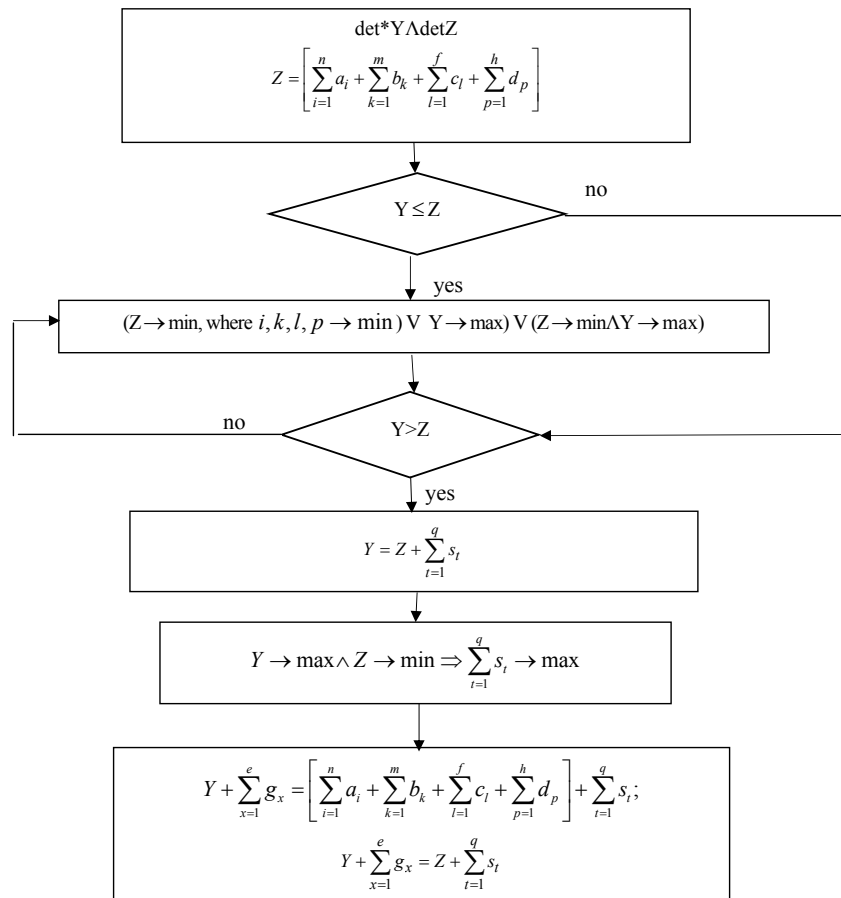 det*YΛdetZ
Z = [∑_{i=1}^{n} a_i + ∑_{k=1}^{m} b_k + ∑_{l=1}^{f} c_l + ∑_{p=1}^{h} d_p]
Y ≤ Z
no
yes
(Z→min, where i, k, l, p → min) V Y→max) V (Z→minΛY→max)
no
Y>Z
yes
Y = Z + ∑_{t=1}^{q} s_t
Y → max ∧ Z → min ⇒ ∑_{t=1}^{q} s_t → max
Y + ∑_{x=1}^{e} g_x = [∑_{i=1}^{n} a_i + ∑_{k=1}^{m} b_k + ∑_{l=1}^{f} c_l + ∑_{p=1}^{h} d_p] + ∑_{t=1}^{q} s_t;
Y + ∑_{x=1}^{e} g_x = Z + ∑_{t=1}^{q} s_t